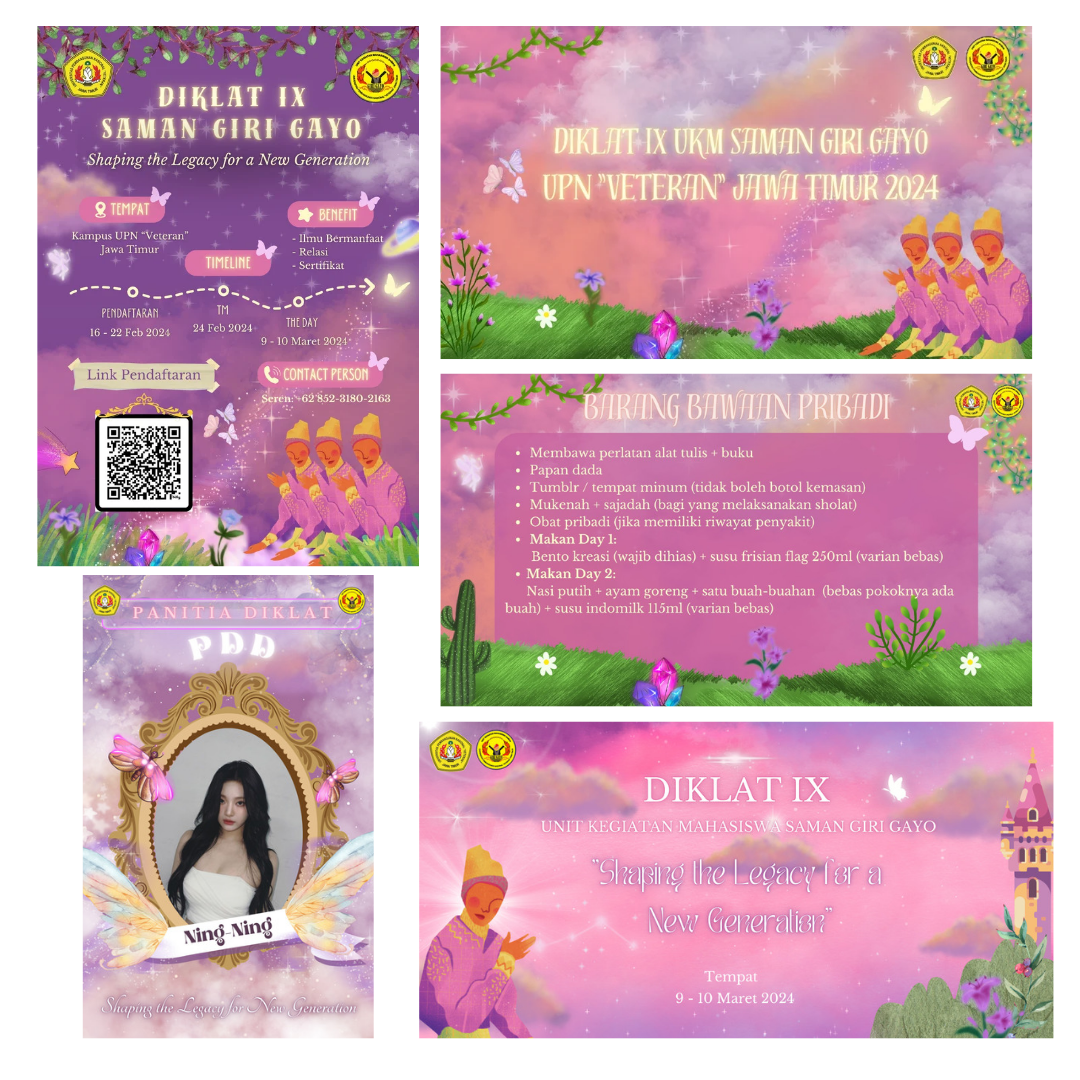 DIKLAT IX
SAMAN GIRI GAYO
Shaping the Legacy for a New Generation
TEMPAT
Kampus UPN "Veteran"
Jawa Timur
BENEFIT
- Ilmu Bermanfaat
- Relasi
- Sertifikat
TIMELINE
PENDAFTARAN
16 - 22 Feb 2024
TM
24 Feb 2024
THE DAY
9 - 10 Maret 2024
Link Pendaftaran
CONTACT PERSON
Seren: +62 852-3180-2163
DIKLAT IX UKM SAMAN GIRI GAYO
UPN "VETERAN" JAWA TIMUR 2024
BARANG BAWAAN PRIBADI
• Membawa perlatan alat tulis + buku
• Papan dada
• Tumblr / tempat minum (tidak boleh botol kemasan)
• Mukenah + sajadah (bagi yang melaksanakan sholat)
• Obat pribadi (jika memiliki riwayat penyakit)
• Makan Day 1:
Bento kreasi (wajib dihias) + susu frisian flag 250ml (varian bebas)
• Makan Day 2:
Nasi putih + ayam goreng + satu buah-buahan (bebas pokoknya ada
buah) + susu indomilk 115ml (varian bebas)
PANITIA DIKLAT
PDD
Ning-Ning
Shaping the Legacy for New Generation
DIKLAT IX
UNIT KEGIATAN MAHASISWA SAMAN GIRI GAYO
"Shaping the Legacy for a
New Generation"
Tempat
9 - 10 Maret 2024